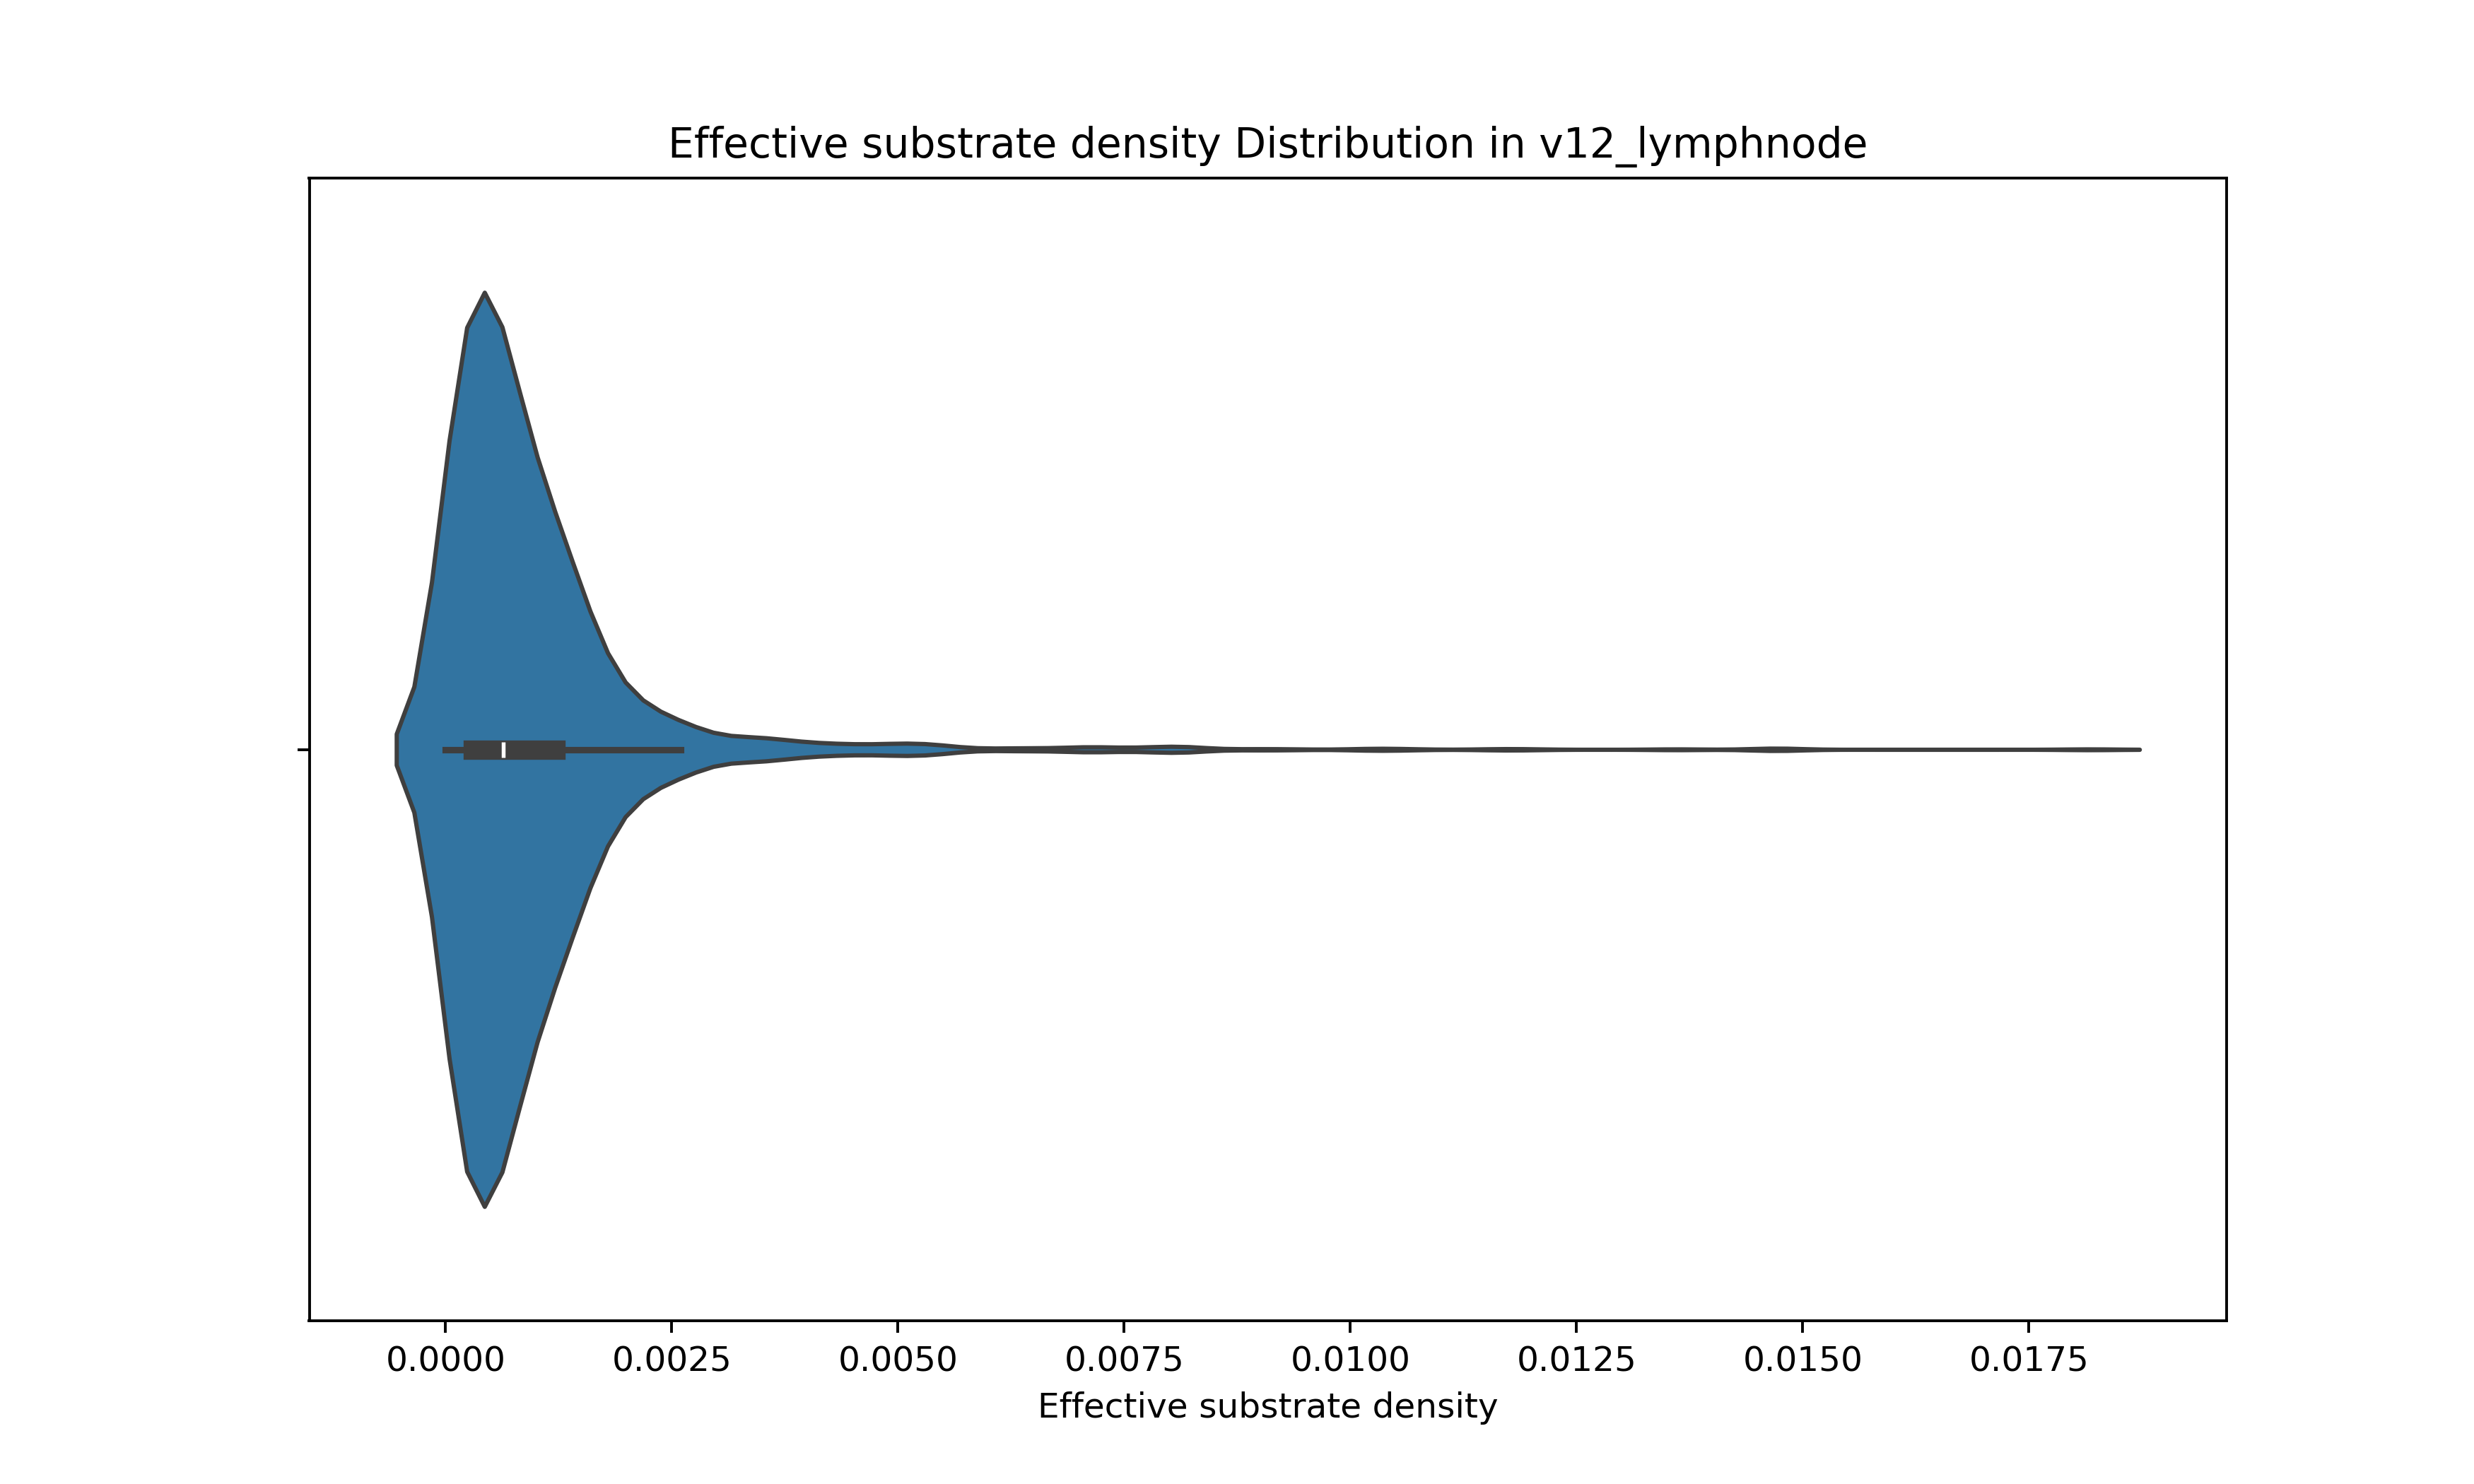 Effective substrate density Distribution in v12_lymphnode
0.0000 0.0025 0.0050 0.0075 0.0100 0.0125 0.0150 0.0175
Effective substrate density